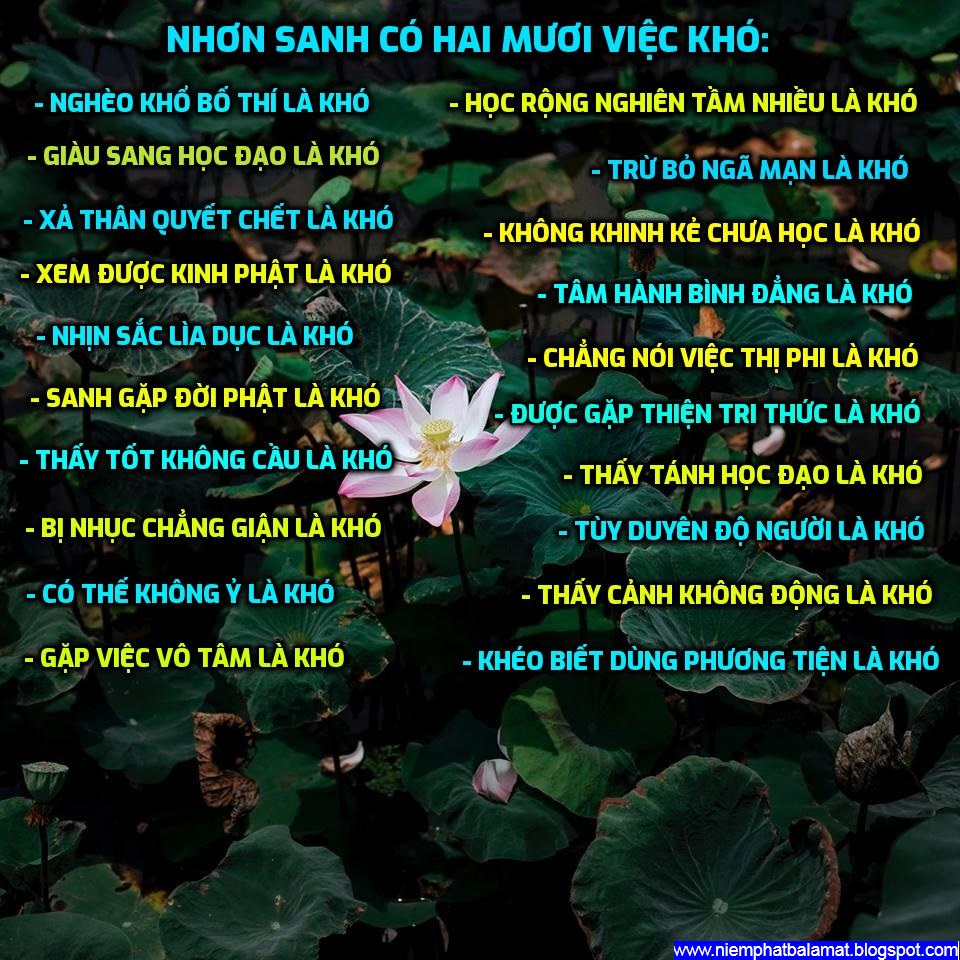 NHƠN SANH CÓ HAI MƯƠI VIỆC KHÓ:
- NGHÈO KHỔ BỐ THÍ LÀ KHÓ
- GIÀU SANG HỌC ĐẠO LÀ KHÓ
- XẢ THÂN QUYẾT CHẾT LÀ KHÓ
- XEM ĐƯỢC KINH PHẬT LÀ KHÓ
- NHỊN SẮC LÌA DỤC LÀ KHÓ
- SANH GẶP ĐỜI PHẬT LÀ KHÓ
- THẤY TỐT KHÔNG CẦU LÀ KHÓ
- BỊ NHỤC CHẲNG GIẬN LÀ KHÓ
- CÓ THẾ KHÔNG Ỷ LÀ KHÓ
- GẶP VIỆC VÔ TÂM LÀ KHÓ
- HỌC RỘNG NGHIÊN TẦM NHIỀU LÀ KHÓ
- TRỪ BỎ NGÃ MẠN LÀ KHÓ
- KHÔNG KHINH KẺ CHƯA HỌC LÀ KHÓ
- TÂM HÀNH BÌNH ĐẲNG LÀ KHÓ
- CHẲNG NÓI VIỆC THỊ PHI LÀ KHÓ
- ĐƯỢC GẶP THIỆN TRI THỨC LÀ KHÓ
- THẤY TÁNH HỌC ĐẠO LÀ KHÓ
- TÙY DUYÊN ĐỘ NGƯỜI LÀ KHÓ
- THẤY CẢNH KHÔNG ĐỘNG LÀ KHÓ
- KHÉO BIẾT DÙNG PHƯƠNG TIỆN LÀ KHÓ
www.niemphatbalamat.blogspot.com